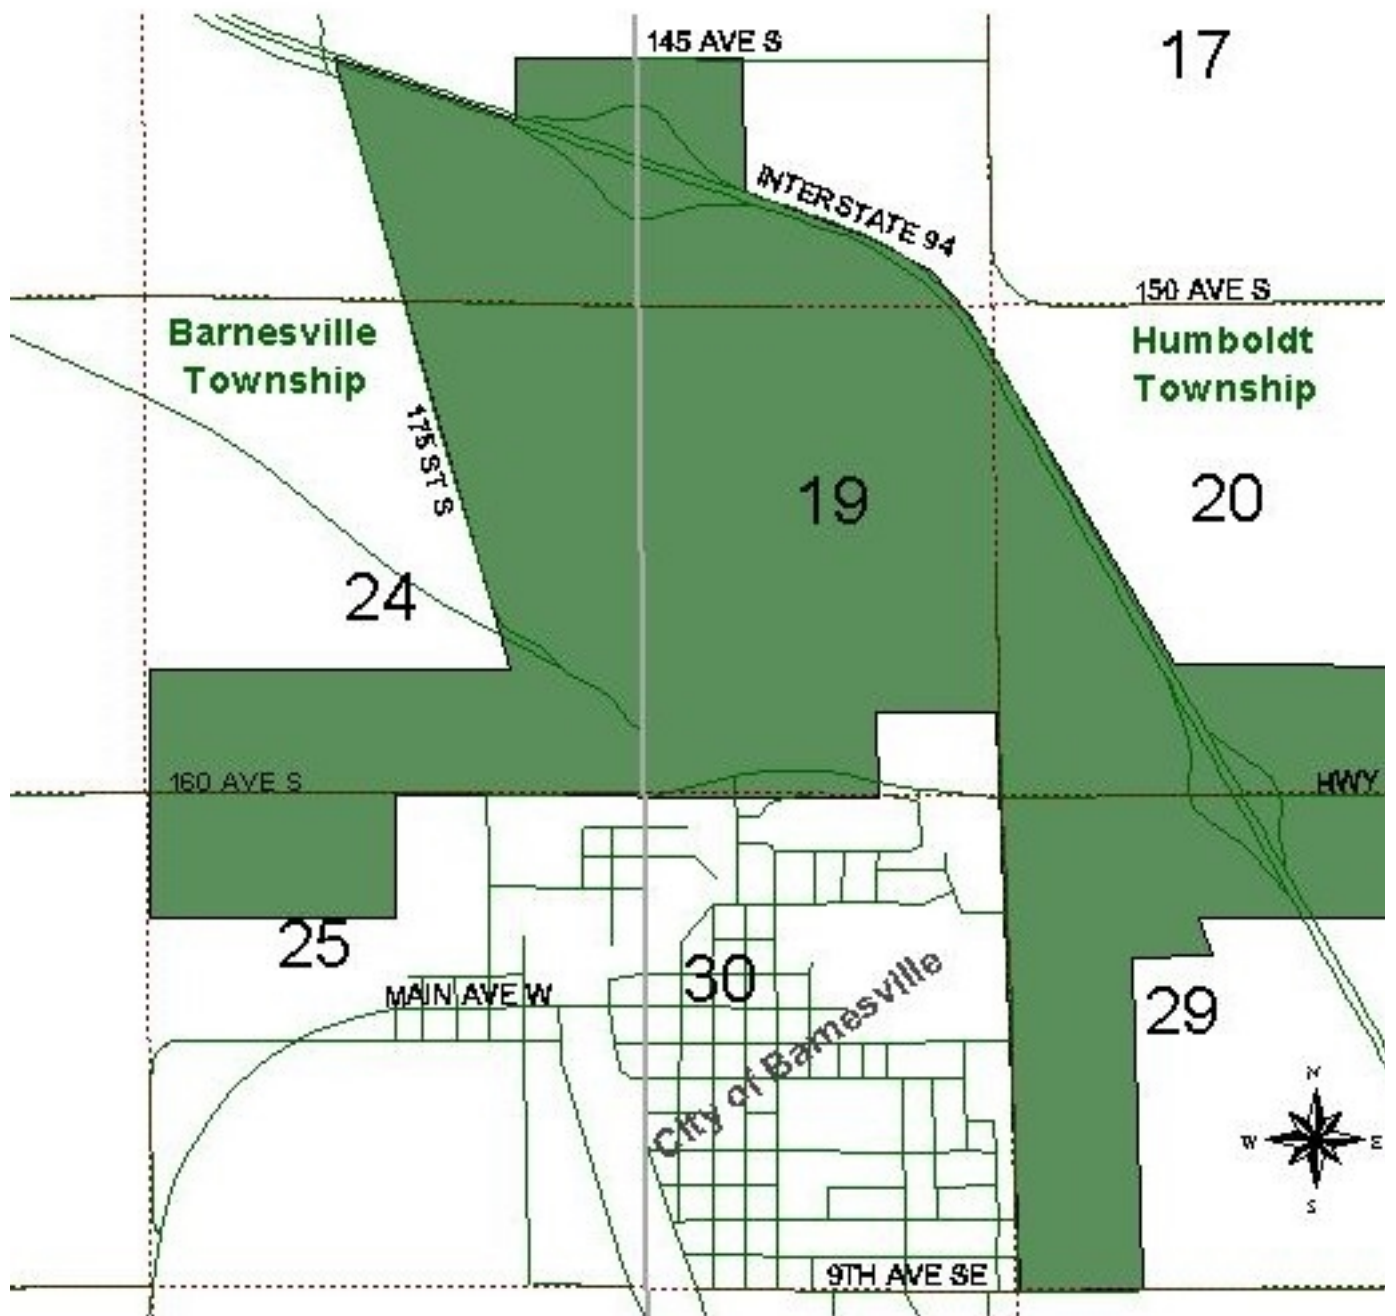 145 AVE S
17
INTERSTATE 94
150 AVE S
Barnesville
Township
Humboldt
Township
175 ST S
19
20
24
160 AVE S
HWY
25
30
MAIN AVE W
City of Barnesville
29
N
W
E
S
9TH AVE SE